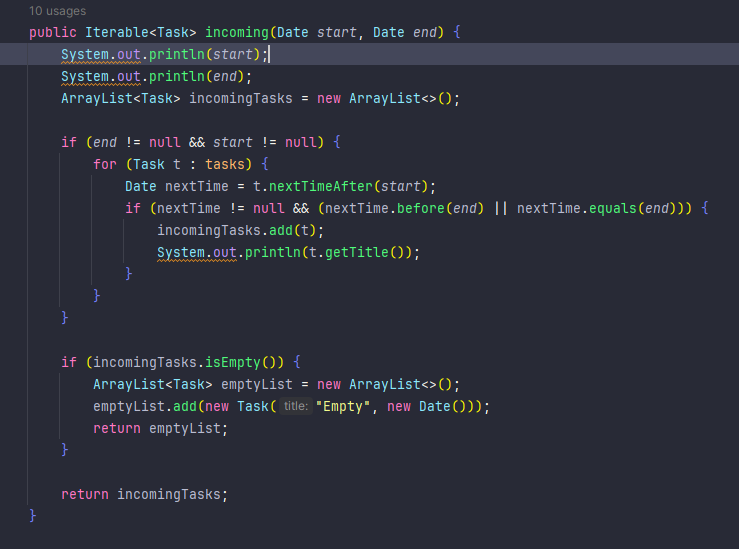 10 usages
public Iterable<Task> incoming(Date start, Date end) {
    System.out.println(start);
    System.out.println(end);
    ArrayList<Task> incomingTasks = new ArrayList<>();

    if (end != null && start != null) {
        for (Task t : tasks) {
            Date nextTime = t.nextTimeAfter(start);
            if (nextTime != null && (nextTime.before(end) || nextTime.equals(end))) {
                incomingTasks.add(t);
                System.out.println(t.getTitle());
            }
        }
    }

    if (incomingTasks.isEmpty()) {
        ArrayList<Task> emptyList = new ArrayList<>();
        emptyList.add(new Task( title: "Empty", new Date()));
        return emptyList;
    }

    return incomingTasks;
}